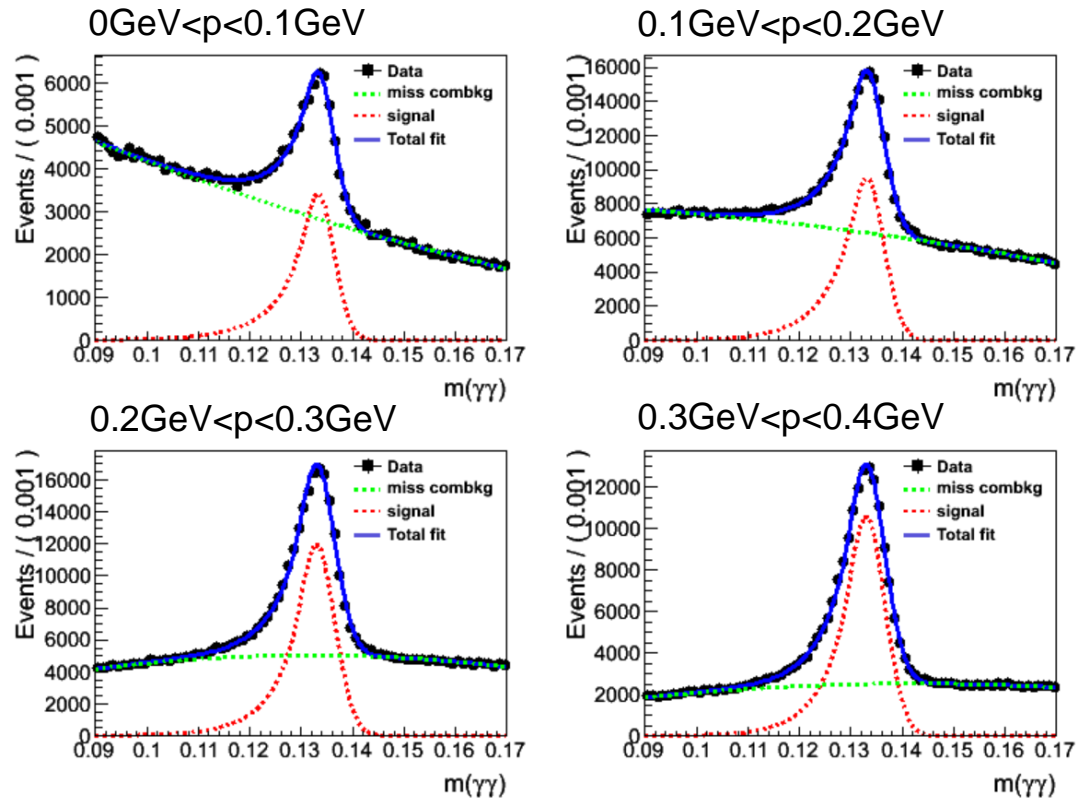 0GeV<p<0.1GeV
Events / ( 0.001 )
6000
5000
4000
3000
2000
1000
0
Data
miss combkg
signal
Total fit
0.09 0.1 0.11 0.12 0.13 0.14 0.15 0.16 0.17
m(γγ)
0.1GeV<p<0.2GeV
Events / ( 0.001 )
16000
14000
12000
10000
8000
6000
4000
2000
0
Data
miss combkg
signal
Total fit
0.09 0.1 0.11 0.12 0.13 0.14 0.15 0.16 0.17
m(γγ)
0.2GeV<p<0.3GeV
Events / ( 0.001 )
16000
14000
12000
10000
8000
6000
4000
2000
0
Data
miss combkg
signal
Total fit
0.09 0.1 0.11 0.12 0.13 0.14 0.15 0.16 0.17
m(γγ)
0.3GeV<p<0.4GeV
Events / ( 0.001 )
12000
10000
8000
6000
4000
2000
0
Data
miss combkg
signal
Total fit
0.09 0.1 0.11 0.12 0.13 0.14 0.15 0.16 0.17
m(γγ)